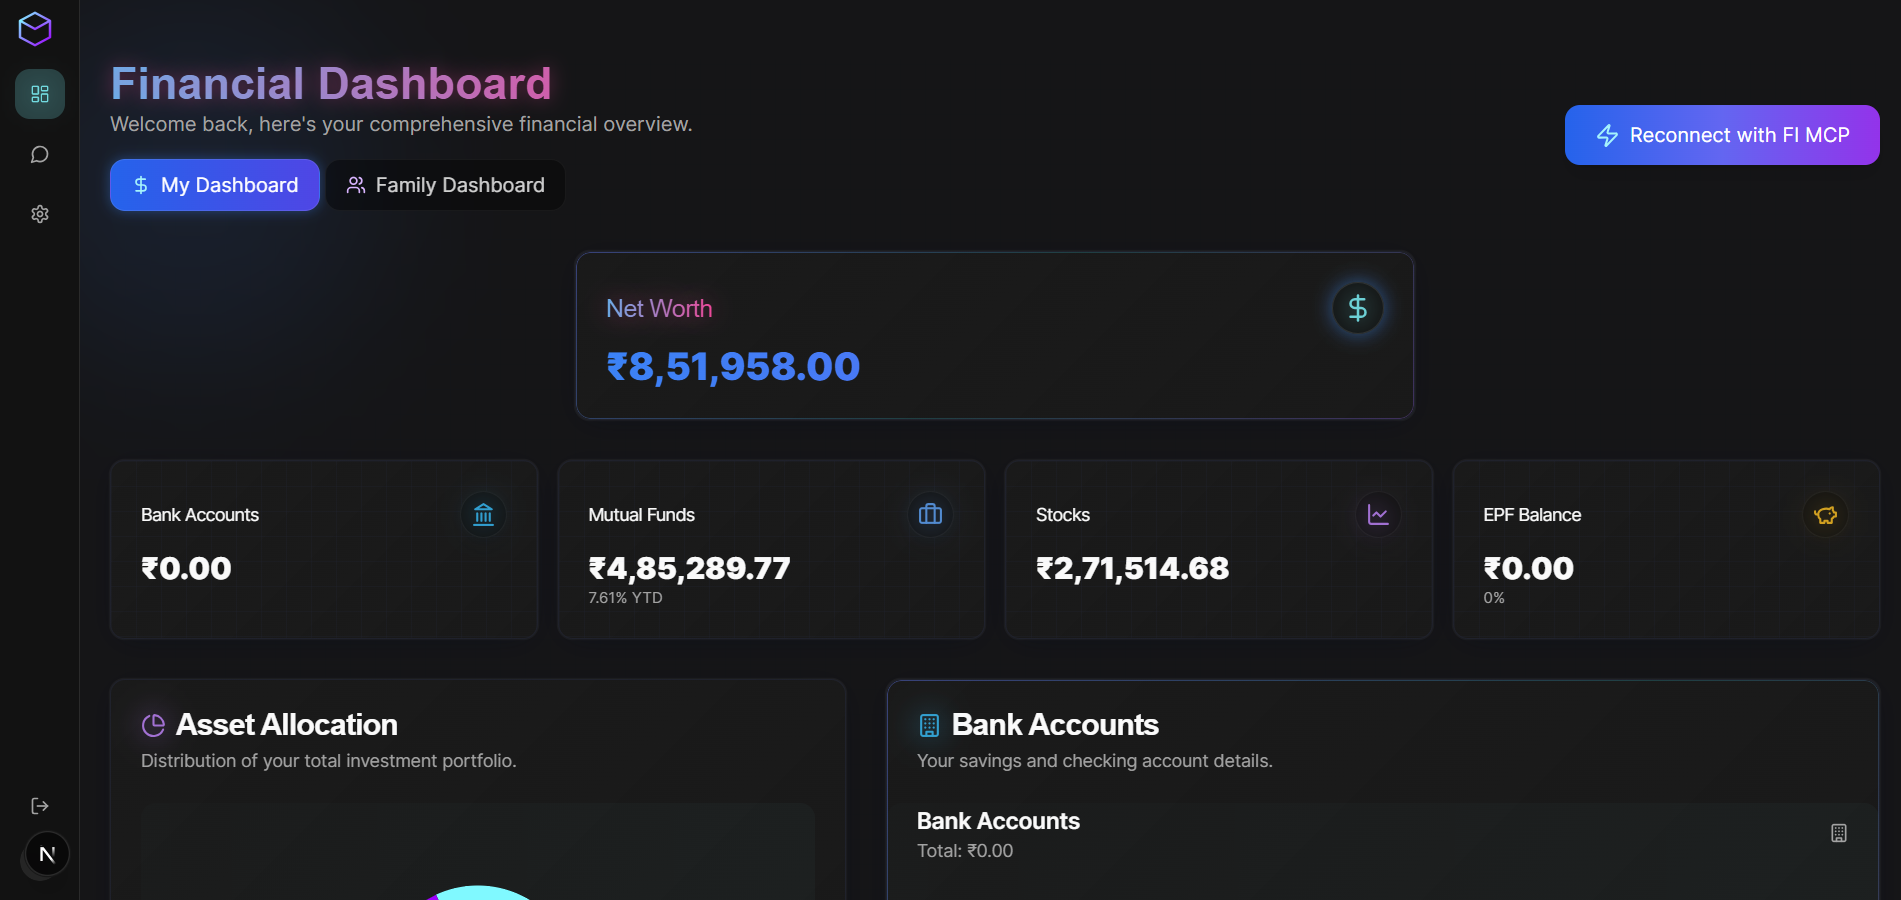 Financial Dashboard
Welcome back, here's your comprehensive financial overview.
Reconnect with FI MCP
$ My Dashboard
Family Dashboard
Net Worth
$
₹8,51,958.00
Bank Accounts
₹0.00
Mutual Funds
₹4,85,289.77
7.61% YTD
Stocks
₹2,71,514.68
EPF Balance
₹0.00
0%
Asset Allocation
Distribution of your total investment portfolio.
Bank Accounts
Your savings and checking account details.
Bank Accounts
Total: ₹0.00
N